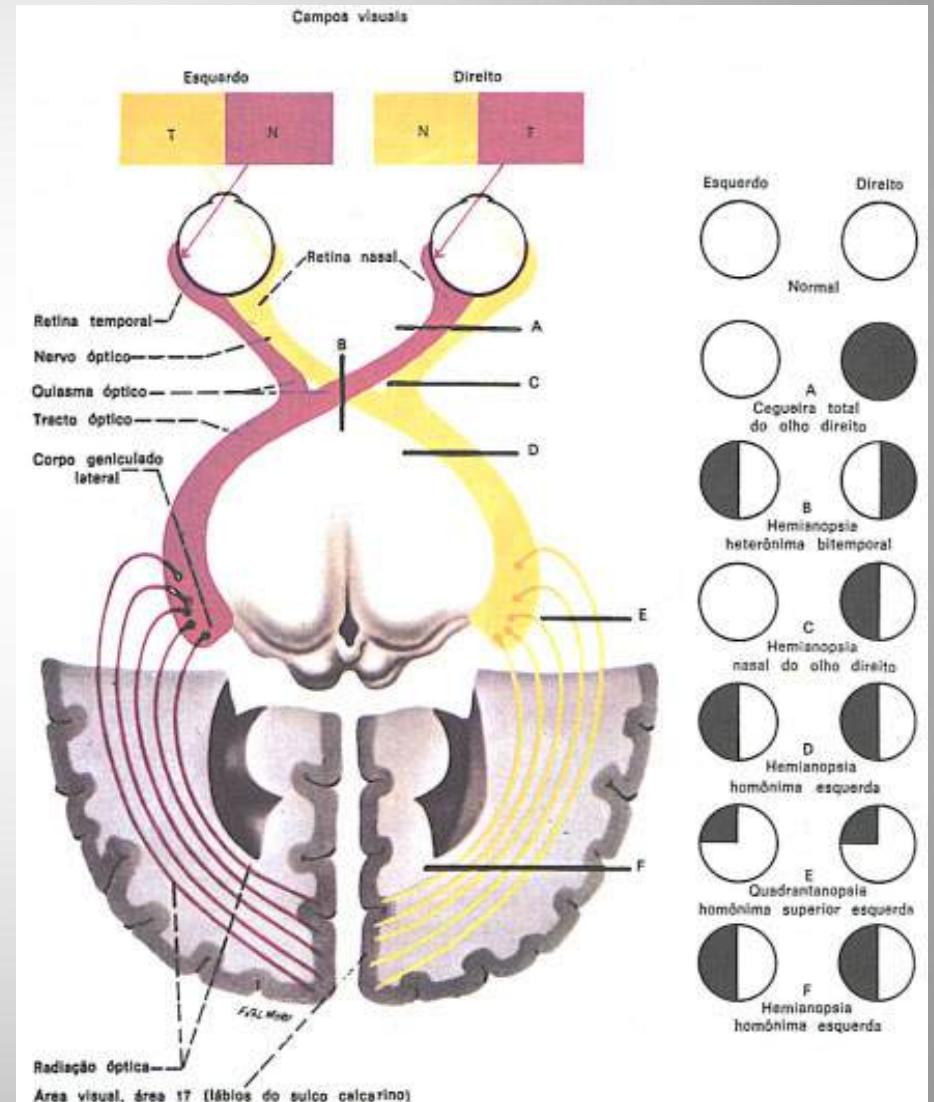 Campos visuais
Esquerdo
Direito
T
N
N
T
Retina nasal
Retina temporal
Nervo óptico
Quiasma óptico
Tracto óptico
Corpo geniculado
lateral
A
B
C
D
E
F
Radiação óptica
Área visual, área 17 (lábios do sulco calcarino)
Esquerdo
Direito
Normal
A
Cegueira total
do olho direito
B
Hemianopsia
heterônima bitemporal
C
Hemianopsia
nasal do olho direito
D
Hemianopsia
homônima esquerda
E
Quadrantanopsia
homônima superior esquerda
F
Hemianopsia
homônima esquerda